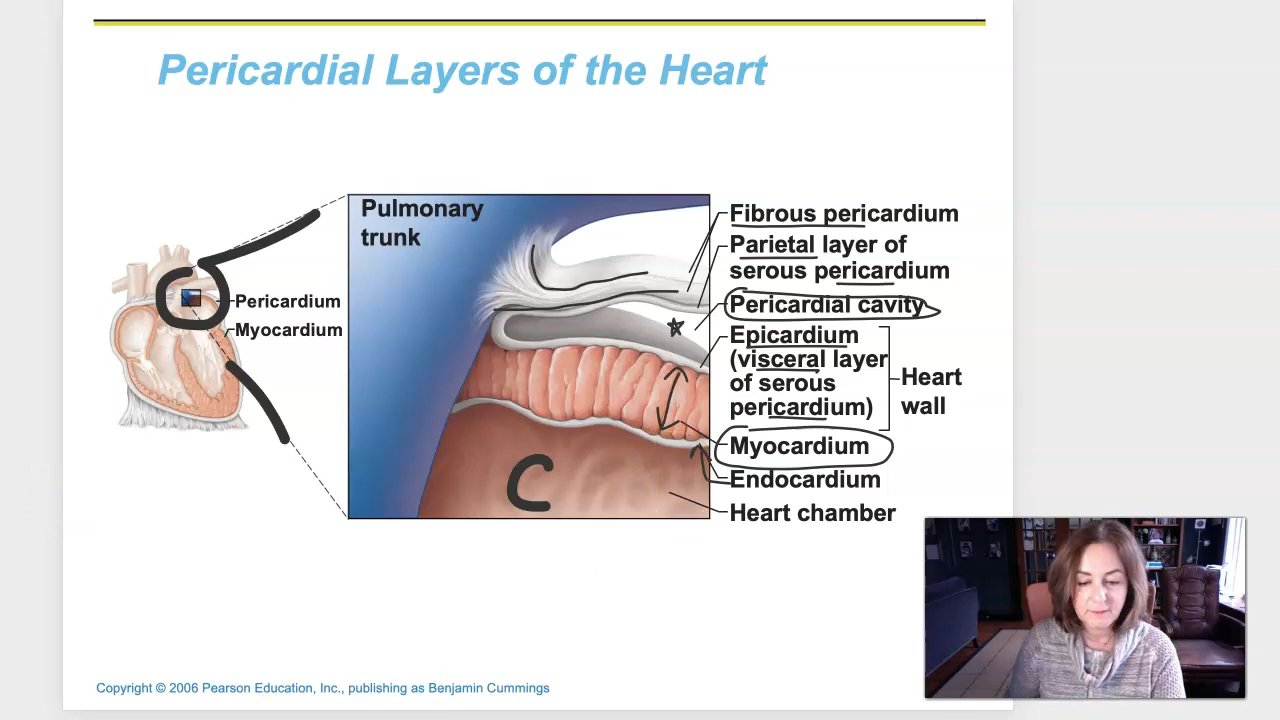 Pericardial Layers of the Heart
Pulmonary
trunk
Pericardium
Myocardium
Fibrous pericardium
Parietal layer of
serous pericardium
Pericardial cavity
Epicardium
(visceral layer
of serous
pericardium)
Heart
wall
Myocardium
Endocardium
Heart chamber
C
Copyright © 2006 Pearson Education, Inc., publishing as Benjamin Cummings